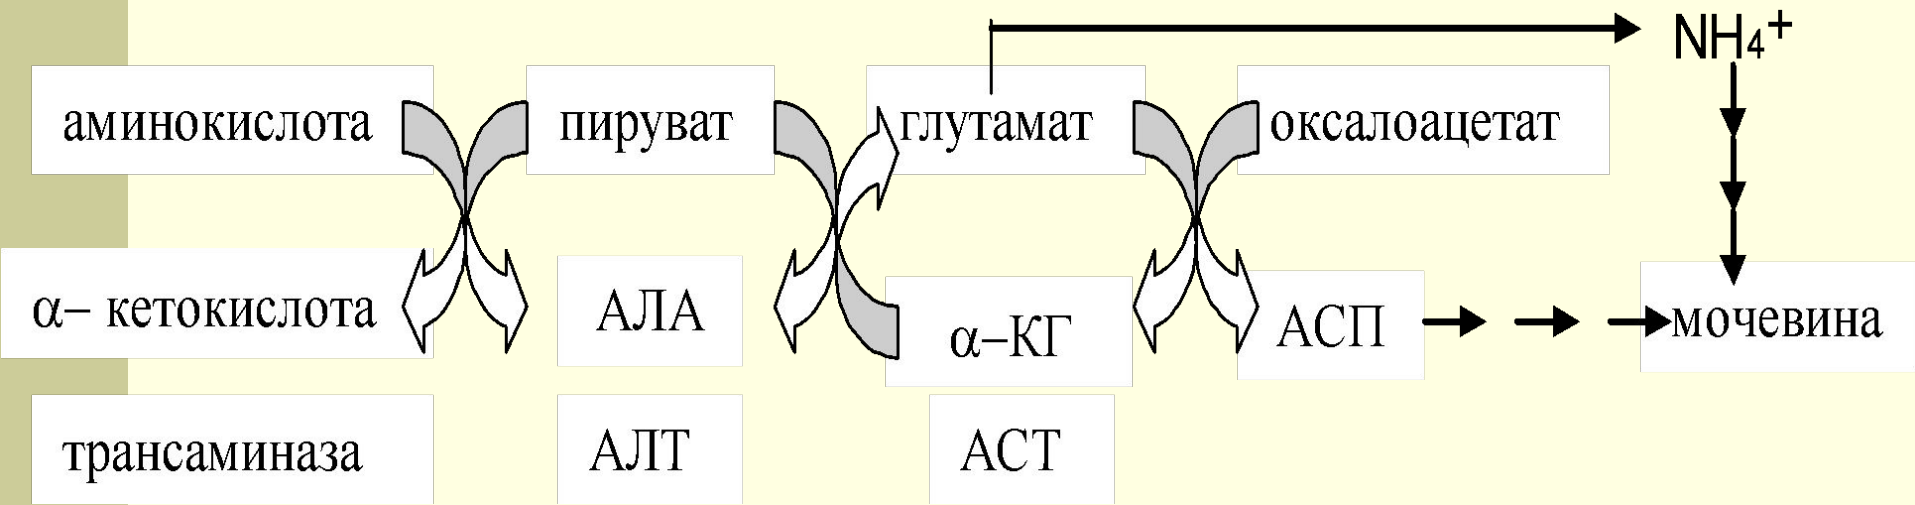 NH₄⁺
аминокислота пируват глутамат оксалоацетат
α– кетокислота АЛА α–КГ АСП мочевина
трансаминаза АЛТ АСТ